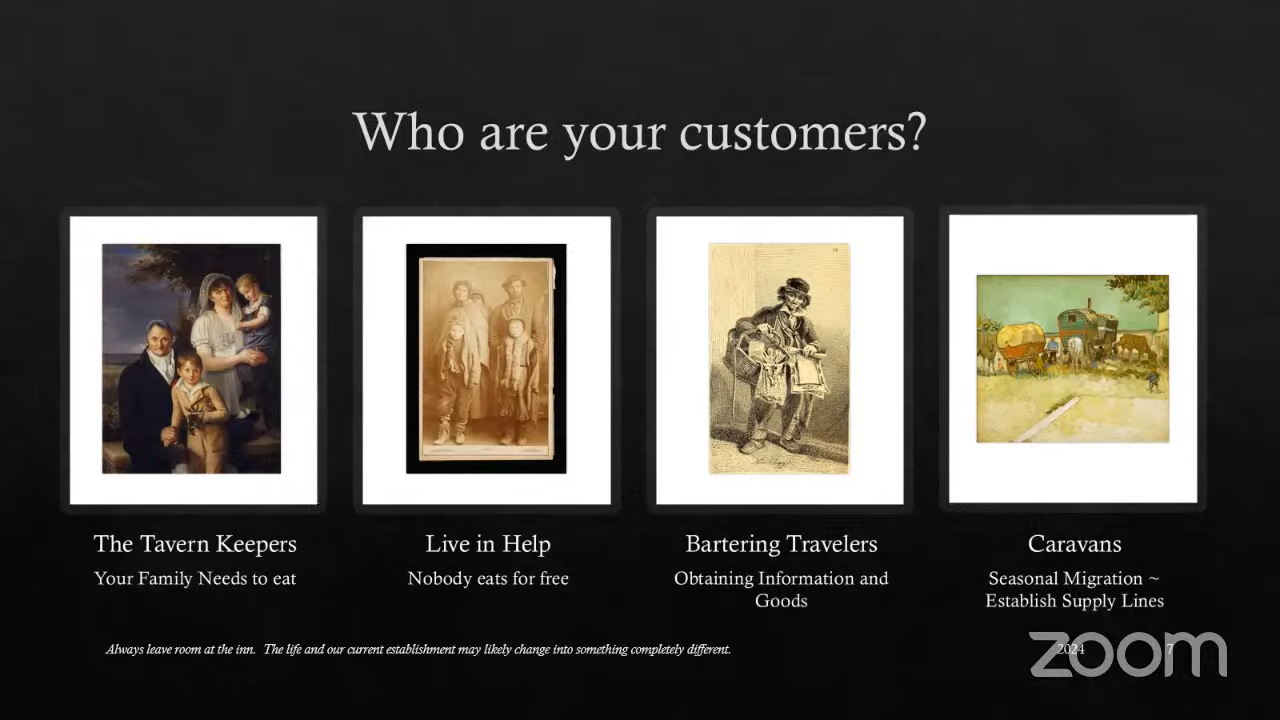 Who are your customers?
The Tavern Keepers
Your Family Needs to eat
Live in Help
Nobody eats for free
Bartering Travelers
Obtaining Information and
Goods
Caravans
Seasonal Migration ~
Establish Supply Lines
Always leave room at the inn. The life and our current establishment may likely change into something completely different.
2024
7
zoom